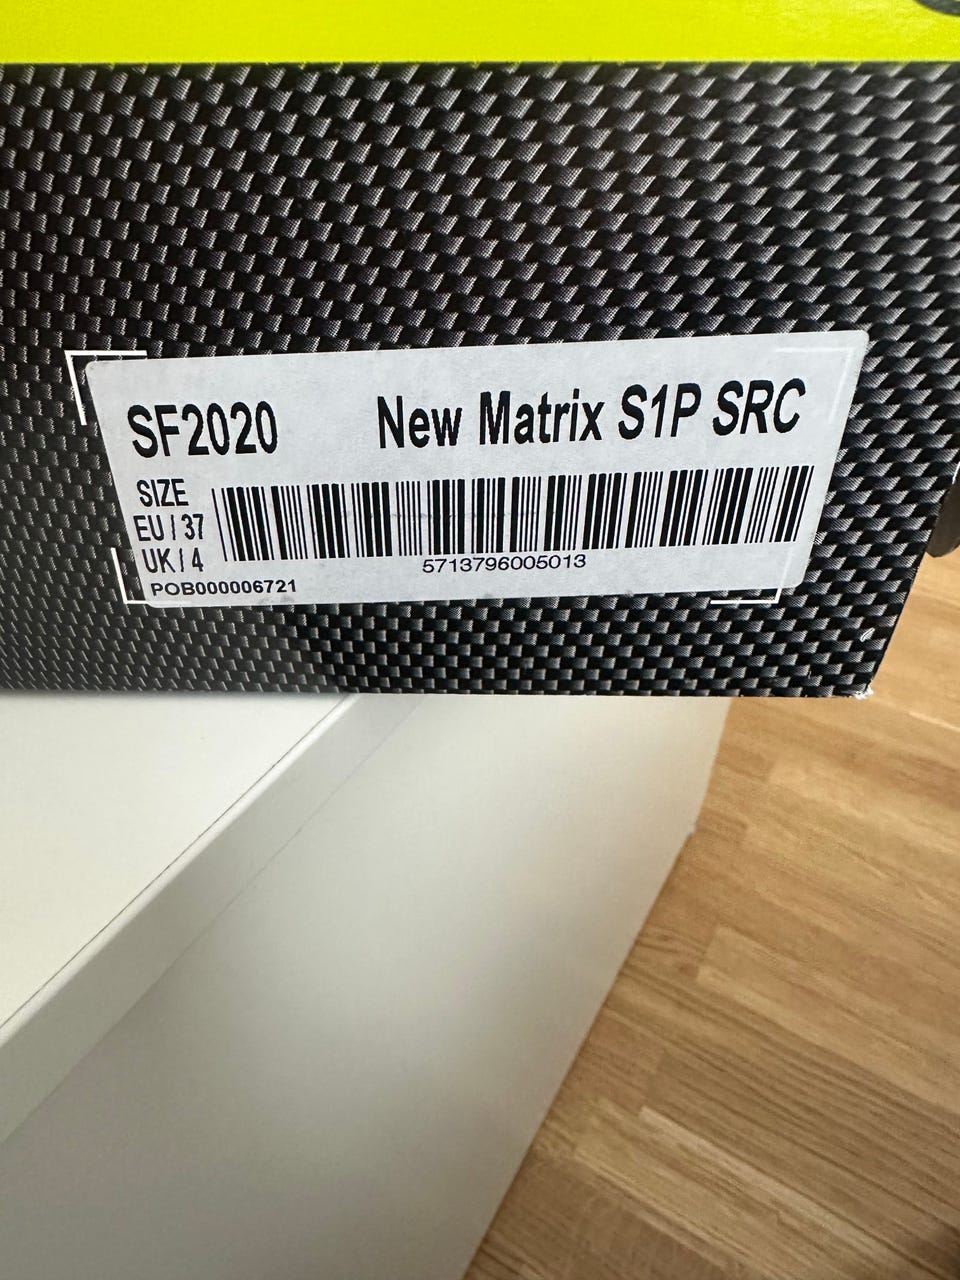 SF2020 New Matrix S1P SRC
SIZE
EU / 37
UK / 4
5713796005013
POB000006721